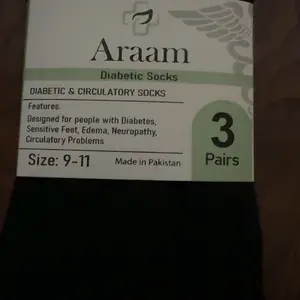 Araam
Diabetic Socks
DIABETIC & CIRCULATORY SOCKS
Features:
Designed for people with Diabetes,
Sensitive Feet, Edema, Neuropathy,
Circulatory Problems
3
Pairs
Size: 9-11
Made in Pakistan